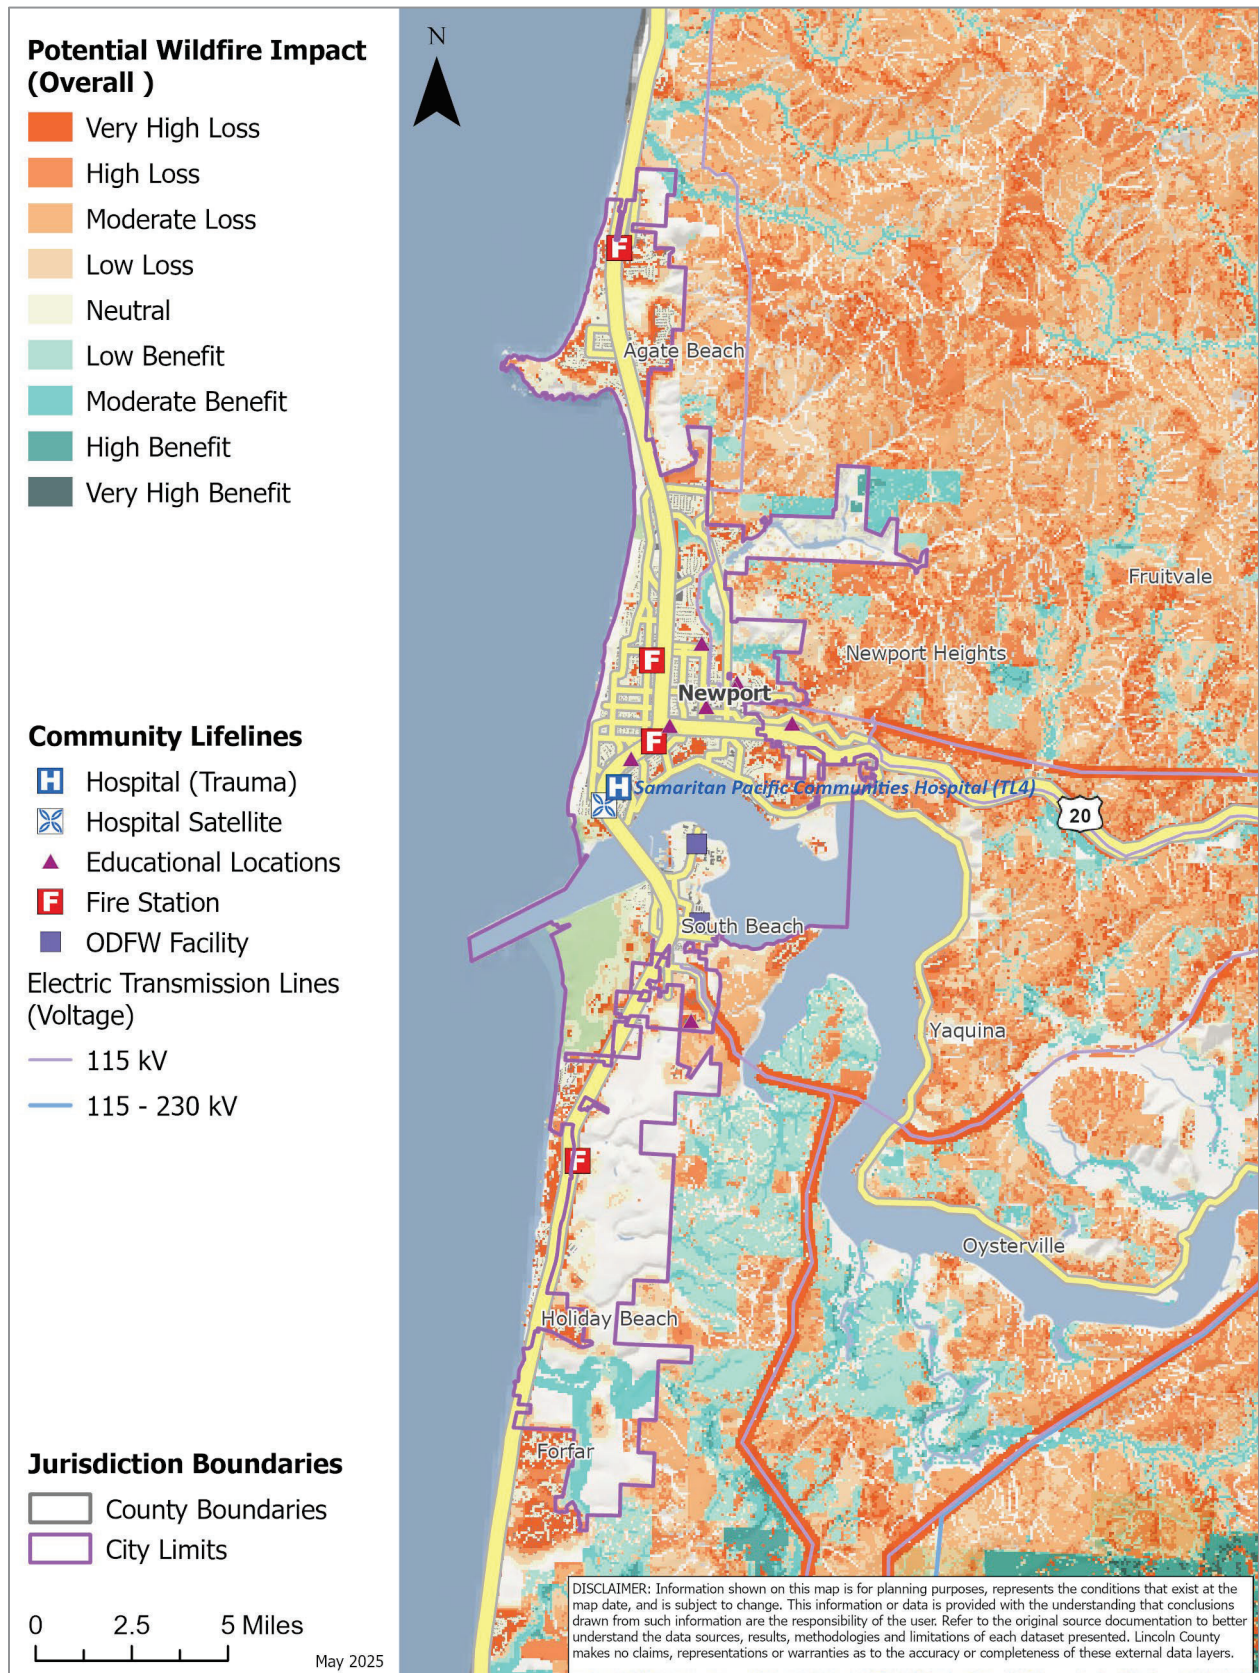 Potential Wildfire Impact
(Overall )
Very High Loss
High Loss
Moderate Loss
Low Loss
Neutral
Low Benefit
Moderate Benefit
High Benefit
Very High Benefit
Community Lifelines
H Hospital (Trauma)
Hospital Satellite
Educational Locations
F Fire Station
ODFW Facility
Electric Transmission Lines
(Voltage)
115 kV
115 - 230 kV
Jurisdiction Boundaries
County Boundaries
City Limits
0 2.5 5 Miles
May 2025
N
F
Agate Beach
Fruitvale
Newport Heights
F
Newport
F
H
Samaritan Pacific Communities Hospital (TL4)
20
South Beach
Yaquina
F
Oysterville
Holiday Beach
Forfar
DISCLAIMER: Information shown on this map is for planning purposes, represents the conditions that exist at the
map date, and is subject to change. This information or data is provided with the understanding that conclusions
drawn from such information are the responsibility of the user. Refer to the original source documentation to better
understand the data sources, results, methodologies and limitations of each dataset presented. Lincoln County
makes no claims, representations or warranties as to the accuracy or completeness of these external data layers.